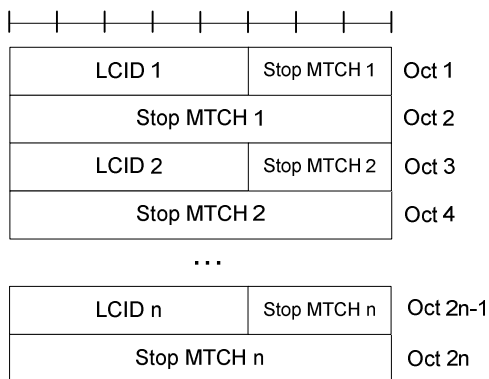 LCID 1 Stop MTCH 1 Oct 1
Stop MTCH 1 Oct 2
LCID 2 Stop MTCH 2 Oct 3
Stop MTCH 2 Oct 4
...
LCID n Stop MTCH n Oct 2n-1
Stop MTCH n Oct 2n